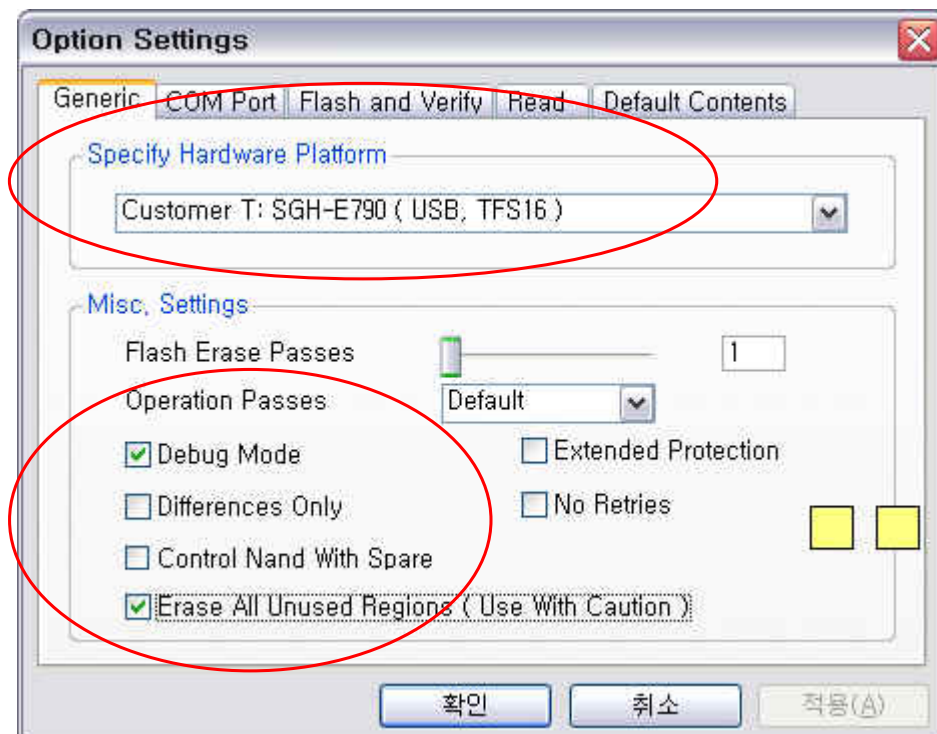 Option Settings
Generic COM Port Flash and Verify Read Default Contents
Specify Hardware Platform
Customer T: SGH-E790 ( USB, TFS16 )
Misc, Settings
Flash Erase Passes 1
Operation Passes Default
Debug Mode Extended Protection
Differences Only No Retries
Control Nand With Spare
Erase All Unused Regions ( Use With Caution )
확인 취소 적용(A)